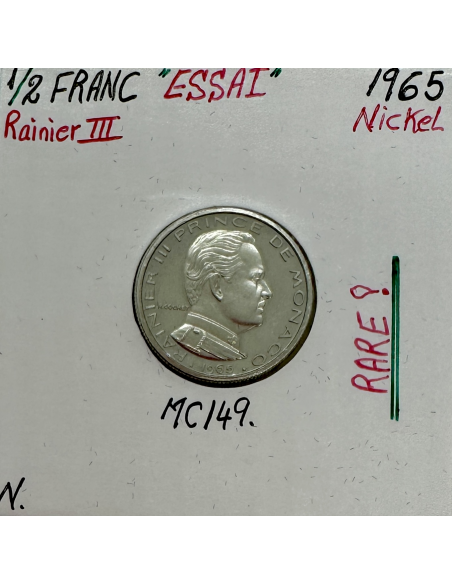 1/2 FRANC "ESSAI" 1965
Rainier III Nickel
RAINIER III PRINCE DE MONACO
1965
RARE?
MC149.
N.